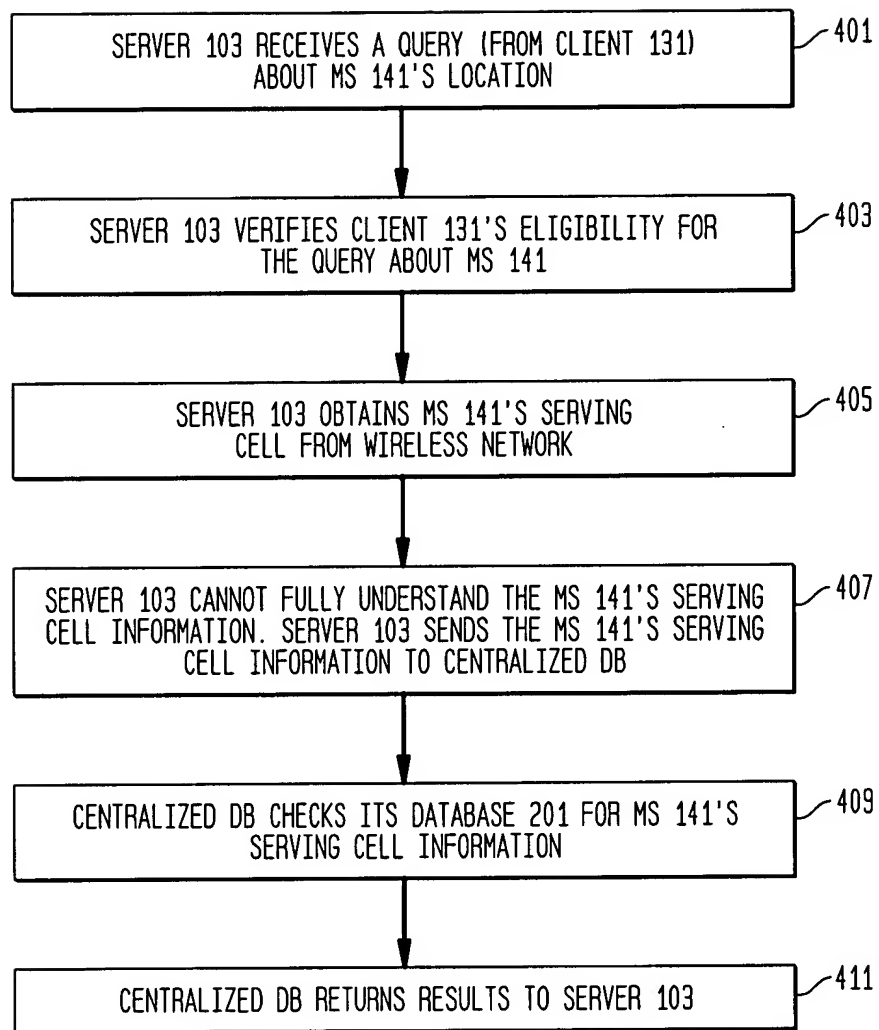 SERVER 103 RECEIVES A QUERY (FROM CLIENT 131)
ABOUT MS 141'S LOCATION
401
SERVER 103 VERIFIES CLIENT 131'S ELIGIBILITY FOR
THE QUERY ABOUT MS 141
403
SERVER 103 OBTAINS MS 141'S SERVING
CELL FROM WIRELESS NETWORK
405
SERVER 103 CANNOT FULLY UNDERSTAND THE MS 141'S SERVING
CELL INFORMATION. SERVER 103 SENDS THE MS 141'S SERVING
CELL INFORMATION TO CENTRALIZED DB
407
CENTRALIZED DB CHECKS ITS DATABASE 201 FOR MS 141'S
SERVING CELL INFORMATION
409
CENTRALIZED DB RETURNS RESULTS TO SERVER 103
411